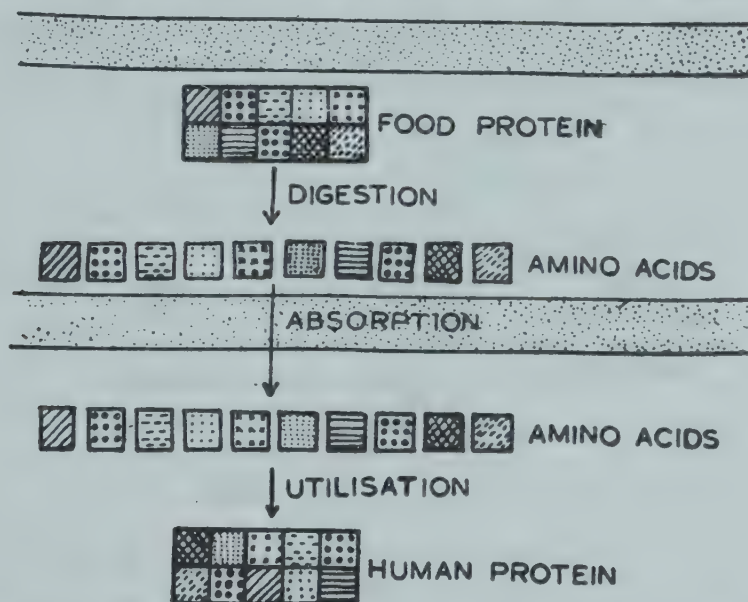 FOOD PROTEIN
DIGESTION
AMINO ACIDS
ABSORPTION
AMINO ACIDS
UTILISATION
HUMAN PROTEIN